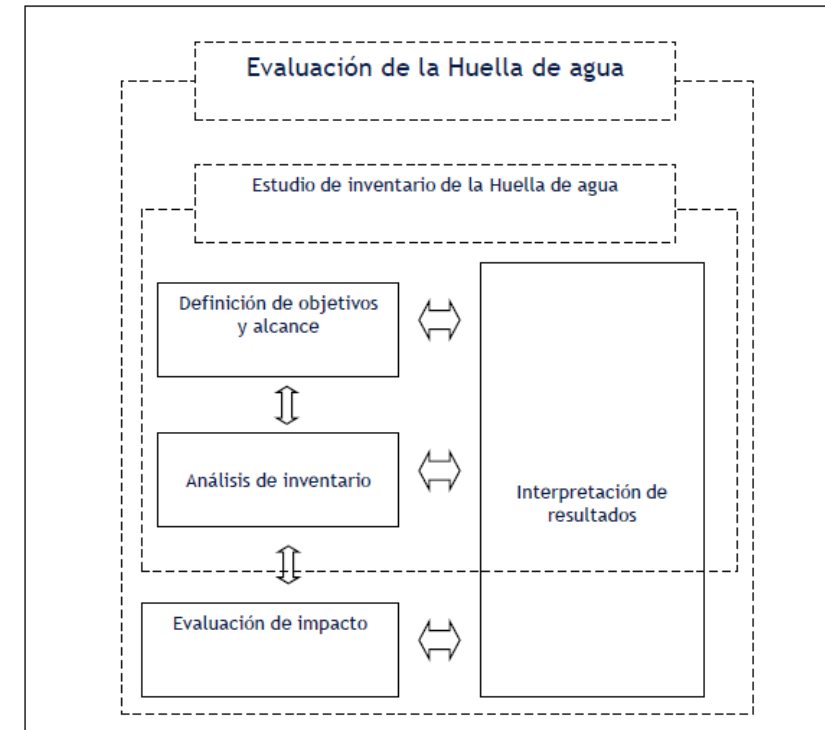 Evaluación de la Huella de agua
Estudio de inventario de la Huella de agua
Definición de objetivos
y alcance
Análisis de inventario
Interpretación de
resultados
Evaluación de impacto